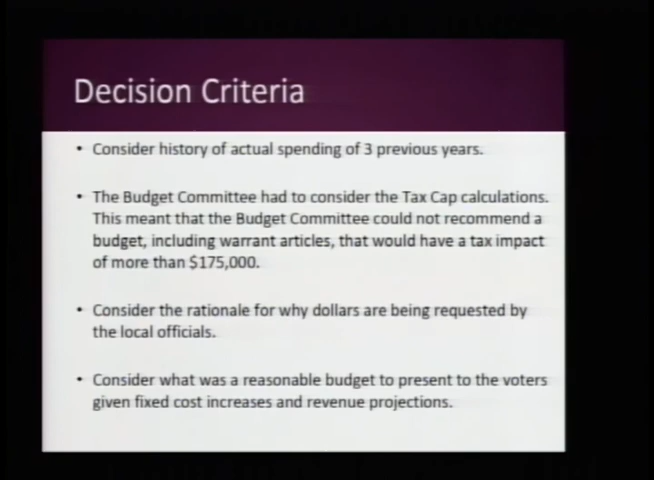 Decision Criteria
• Consider history of actual spending of 3 previous years.
• The Budget Committee had to consider the Tax Cap calculations.
This meant that the Budget Committee could not recommend a
budget, including warrant articles, that would have a tax impact
of more than $175,000.
• Consider the rationale for why dollars are being requested by
the local officials.
• Consider what was a reasonable budget to present to the voters
given fixed cost increases and revenue projections.